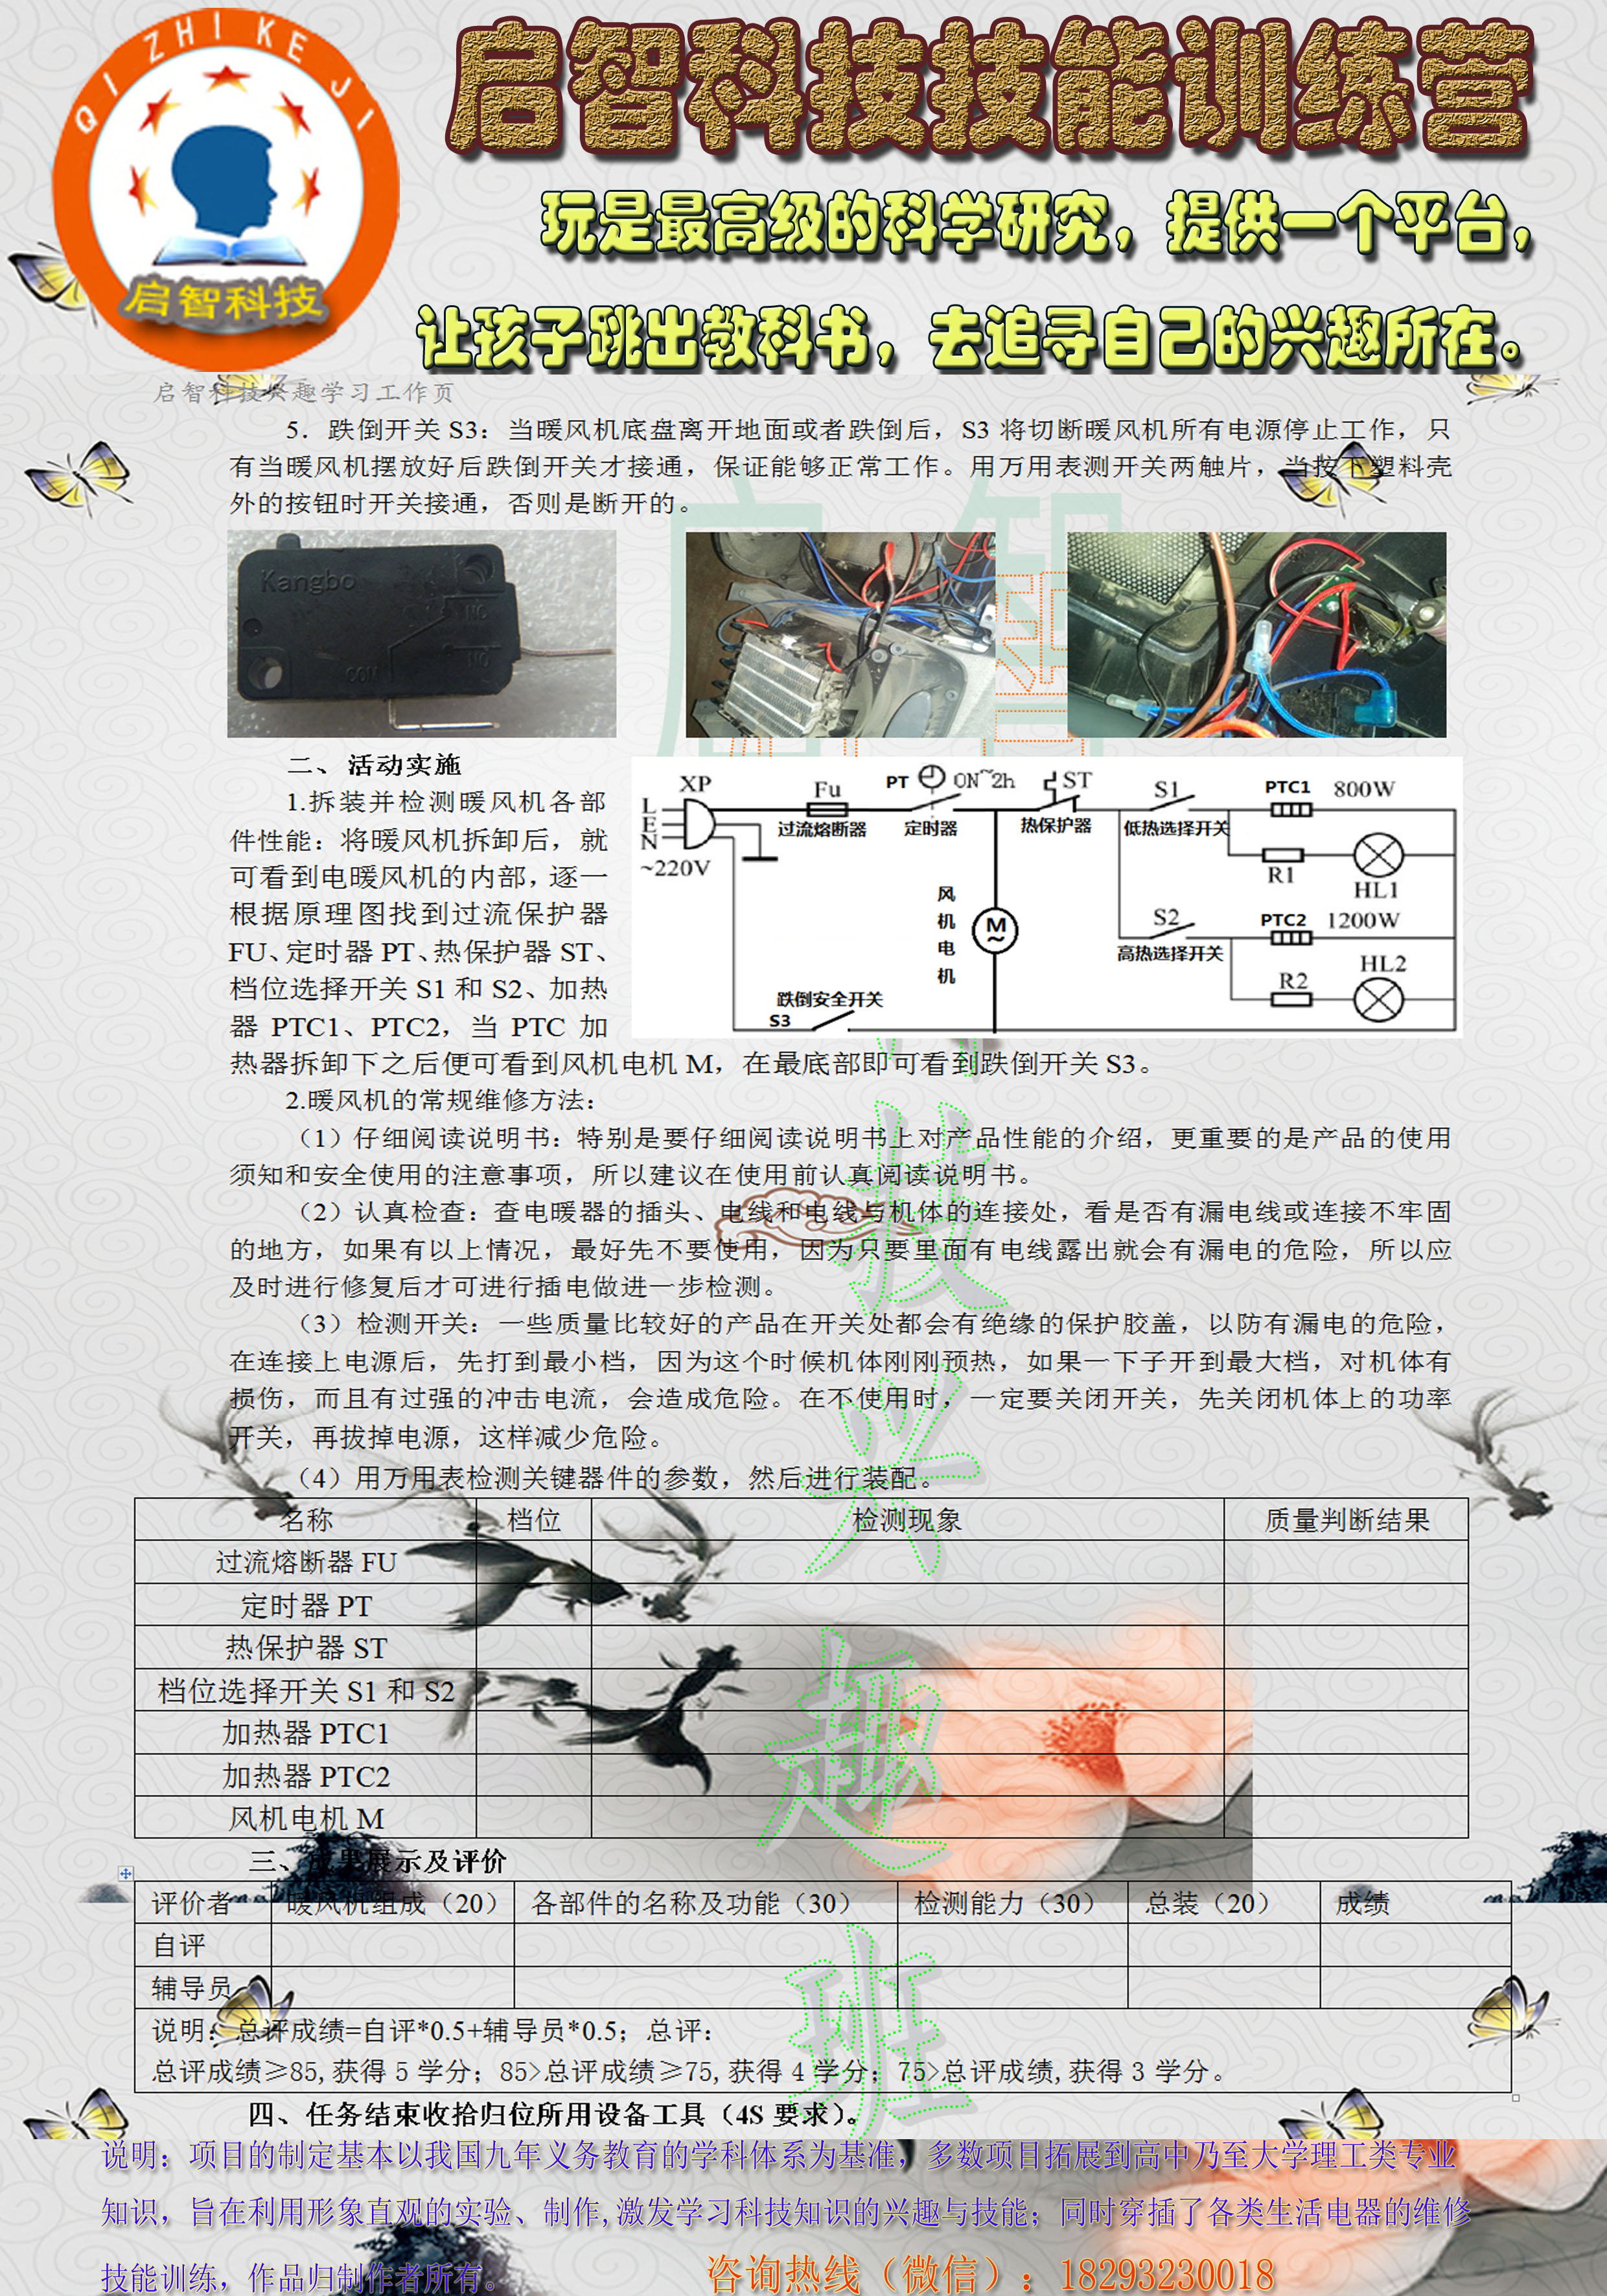 QI ZHI KE JI
启智科技
启智科技技能训练营
玩是最高级的科学研究，提供一个平台，
让孩子跳出教科书，去追寻自己的兴趣所在。
启智科技兴趣学习工作页
5．跌倒开关 S3：当暖风机底盘离开地面或者跌倒后，S3 将切断暖风机所有电源停止工作，只
有当暖风机摆放好后跌倒开关才接通，保证能够正常工作。用万用表测开关两触片，当按下塑料壳
外的按钮时开关接通，否则是断开的。
Kangbo
NC
NO
COM
启智
二、活动实施
1.拆装并检测暖风机各部
件性能：将暖风机拆卸后，就
可看到电暖风机的内部，逐一
根据原理图找到过流保护器
FU、定时器 PT、热保护器 ST、
档位选择开关 S1 和 S2、加热
器 PTC1、PTC2，当 PTC 加
热器拆卸下之后便可看到风机电机 M，在最底部即可看到跌倒开关 S3。
XP
L
E
N
~220V
Fu
过流熔断器
PT
ON~2h
定时器
ST
热保护器
S1
低热选择开关
PTC1 800W
R1
HL1
S2
高热选择开关
PTC2 1200W
R2
HL2
风机电机
M
~
跌倒安全开关
S3
2.暖风机的常规维修方法：
（1）仔细阅读说明书：特别是要仔细阅读说明书上对产品性能的介绍，更重要的是产品的使用
须知和安全使用的注意事项，所以建议在使用前认真阅读说明书。
（2）认真检查：查电暖器的插头、电线和电线与机体的连接处，看是否有漏电线或连接不牢固
的地方，如果有以上情况，最好先不要使用，因为只要里面有电线露出就会有漏电的危险，所以应
及时进行修复后才可进行插电做进一步检测。
（3）检测开关：一些质量比较好的产品在开关处都会有绝缘的保护胶盖，以防有漏电的危险，
在连接上电源后，先打到最小档，因为这个时候机体刚刚预热，如果一下子开到最大档，对机体有
损伤，而且有过强的冲击电流，会造成危险。在不使用时，一定要关闭开关，先关闭机体上的功率
开关，再拔掉电源，这样减少危险。
（4）用万用表检测关键器件的参数，然后进行装配。
技兴趣班
名称 档位 检测现象 质量判断结果
过流熔断器 FU
定时器 PT
热保护器 ST
档位选择开关 S1 和 S2
加热器 PTC1
加热器 PTC2
风机电机 M
三、成果展示及评价
评价者 暖风机组成（20） 各部件的名称及功能（30） 检测能力（30） 总装（20） 成绩
自评
辅导员
说明：总评成绩=自评*0.5+辅导员*0.5；总评：
总评成绩≥85,获得 5 学分；85>总评成绩≥75,获得 4 学分；75>总评成绩,获得 3 学分。
四、任务结束收拾归位所用设备工具（4S 要求）。
说明：项目的制定基本以我国九年义务教育的学科体系为基准，多数项目拓展到高中乃至大学理工类专业
知识，旨在利用形象直观的实验、制作,激发学习科技知识的兴趣与技能；同时穿插了各类生活电器的维修
技能训练，作品归制作者所有。
咨询热线（微信）：18293230018